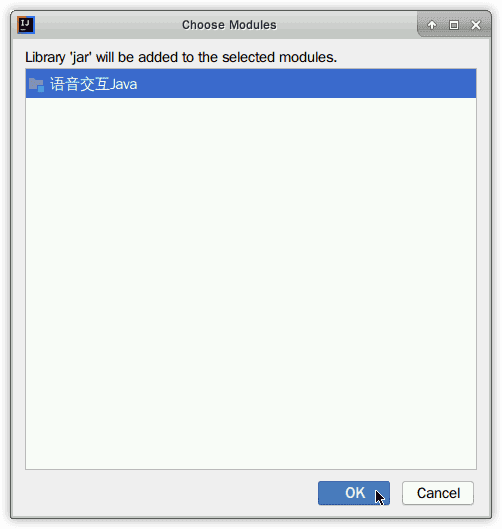 Choose Modules
Library 'jar' will be added to the selected modules.
语音交互Java
OK
Cancel